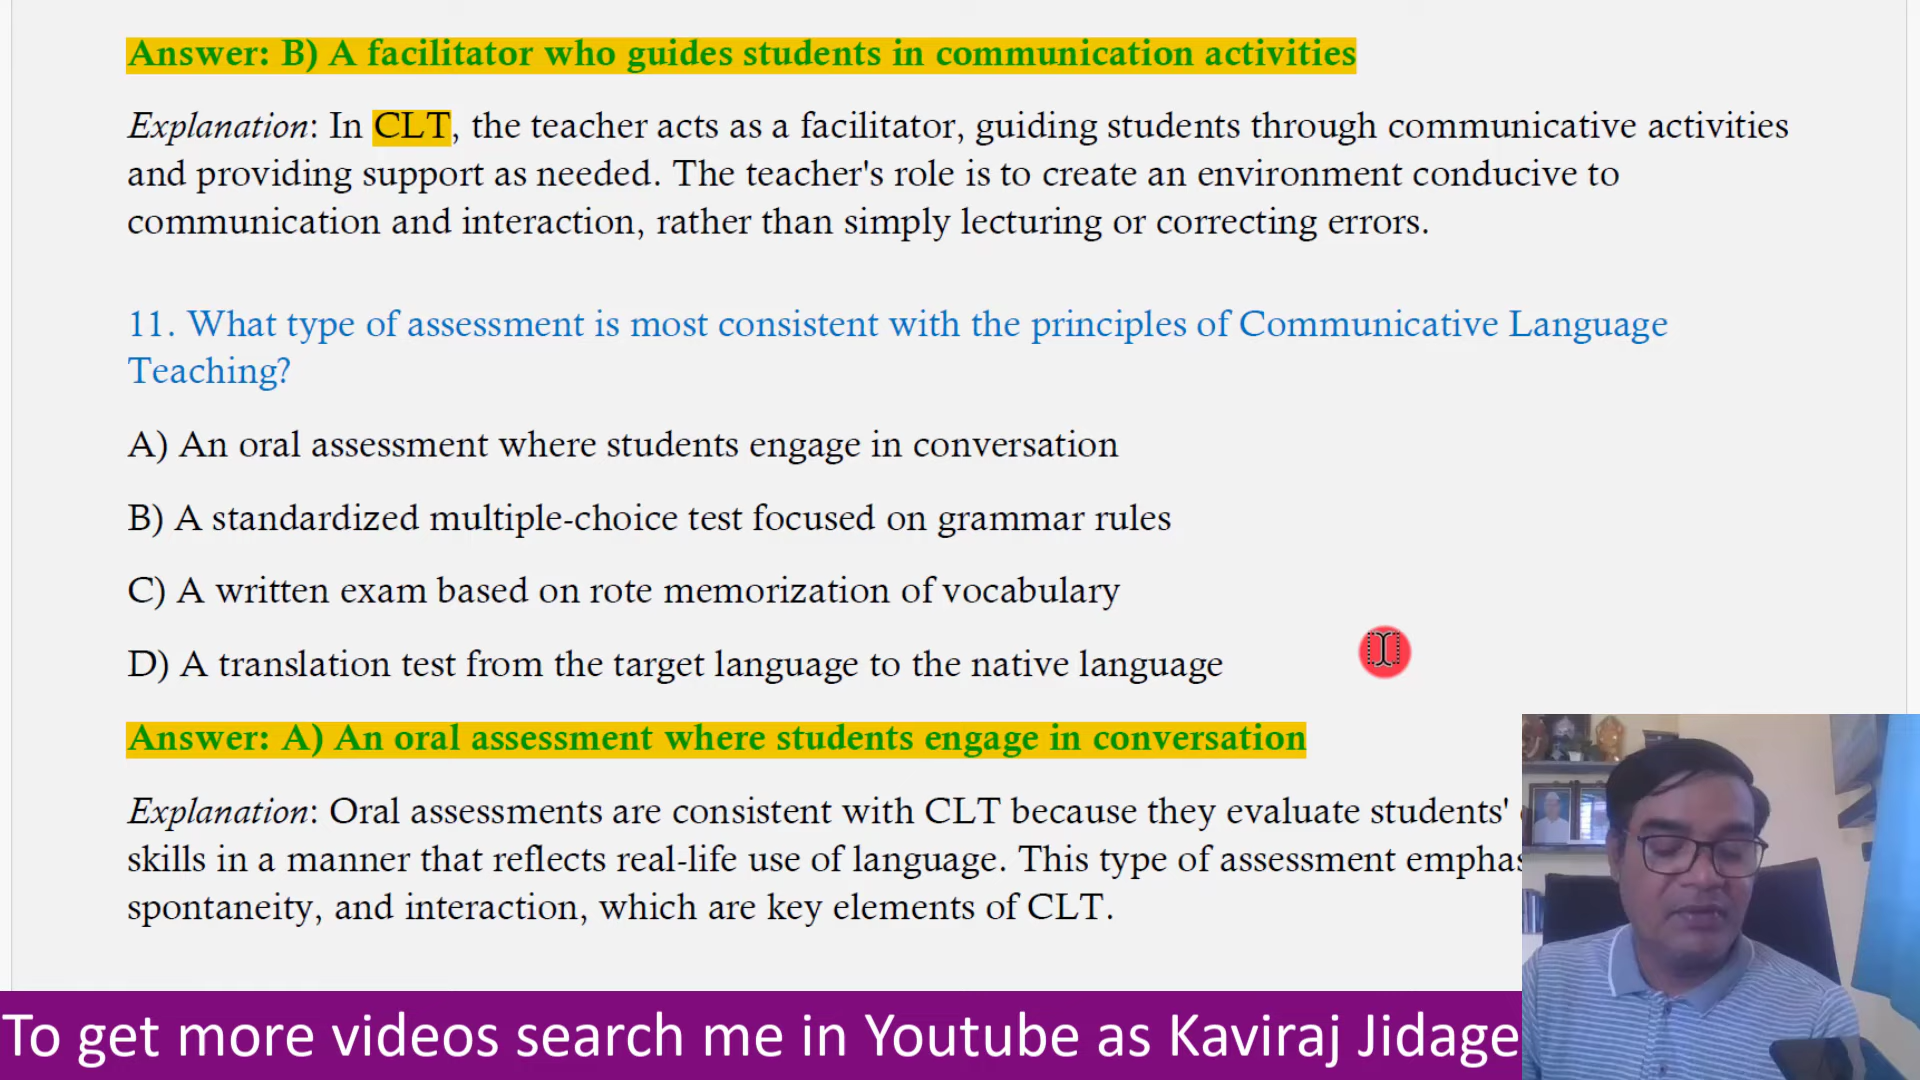 Answer: B) A facilitator who guides students in communication activities
Explanation: In CLT, the teacher acts as a facilitator, guiding students through communicative activities
and providing support as needed. The teacher's role is to create an environment conducive to
communication and interaction, rather than simply lecturing or correcting errors.
11. What type of assessment is most consistent with the principles of Communicative Language
Teaching?
A) An oral assessment where students engage in conversation
B) A standardized multiple-choice test focused on grammar rules
C) A written exam based on rote memorization of vocabulary
D) A translation test from the target language to the native language
Answer: A) An oral assessment where students engage in conversation
Explanation: Oral assessments are consistent with CLT because they evaluate students'
skills in a manner that reflects real-life use of language. This type of assessment
spontaneity, and interaction, which are key elements of CLT.
To get more videos search me in Youtube as Kaviraj Jidage